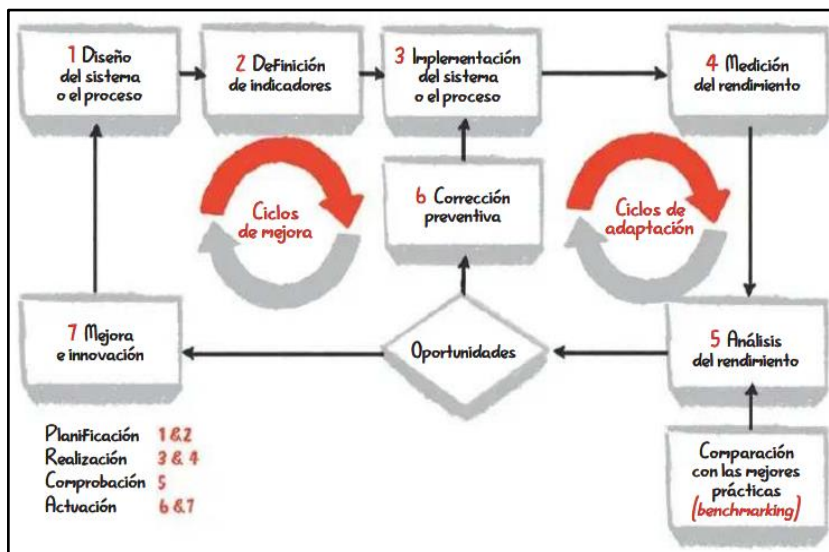 1 Diseño
del sistema
o el proceso
2 Definición
de indicadores
3 Implementación
del sistema
o el proceso
4 Medición
del rendimiento
Ciclos
de mejora
6 Corrección
preventiva
Ciclos de
adaptación
7 Mejora
e innovación
Oportunidades
5 Análisis
del rendimiento
Planificación 1 & 2
Realización 3 & 4
Comprobación 5
Actuación 6 & 7
Comparación
con las mejores
prácticas
(benchmarking)